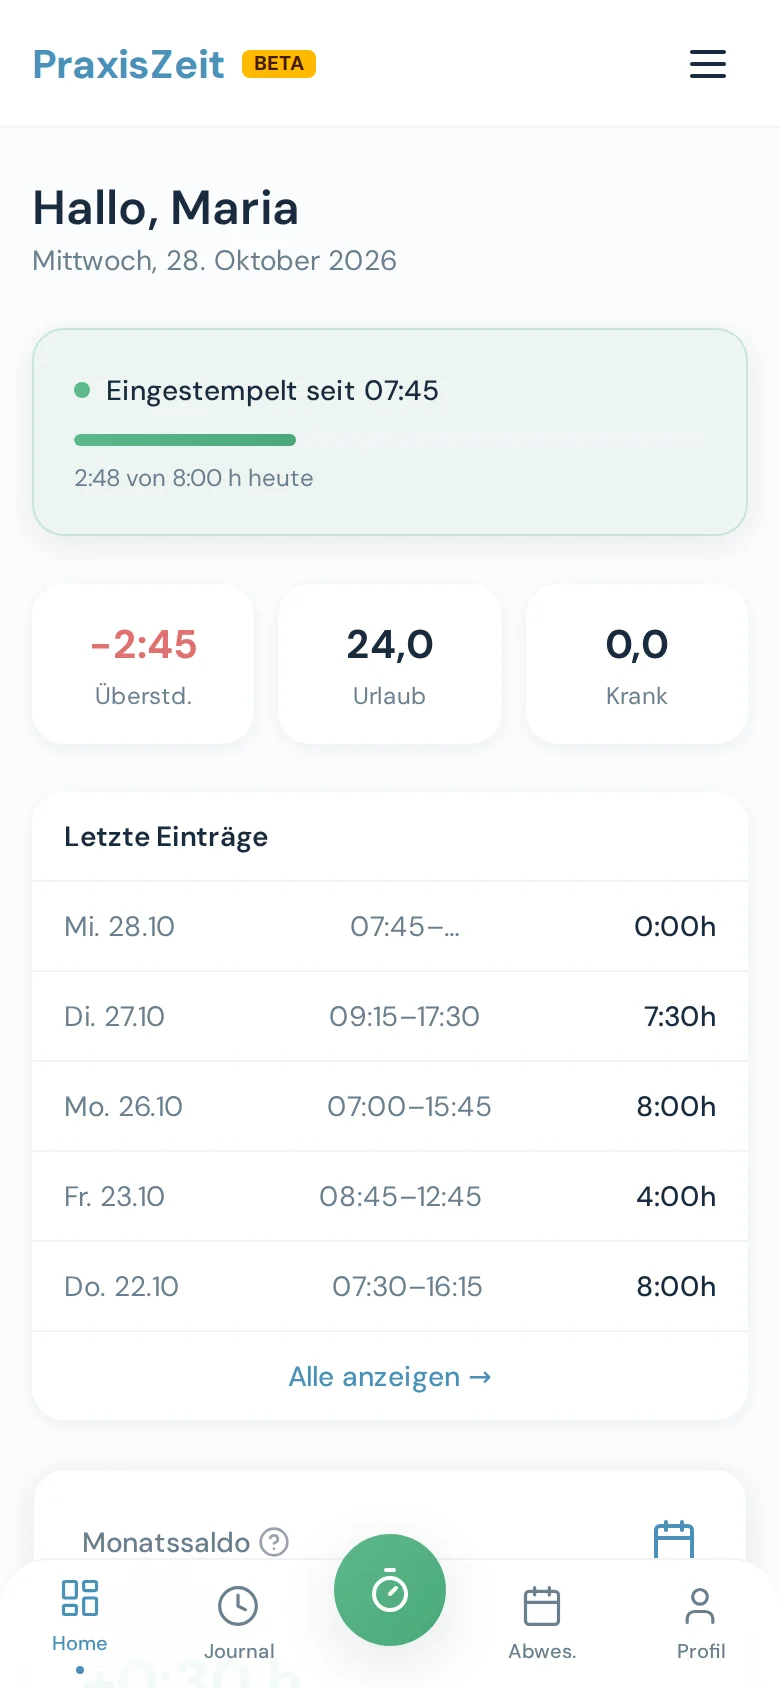 PraxisZeit BETA
Hallo, Maria
Mittwoch, 28. Oktober 2026
Eingestempelt seit 07:45
2:48 von 8:00 h heute
−2:45 24,0 0,0
Überstd. Urlaub Krank
Letzte Einträge
Mi. 28.10 07:45–... 0:00h
Di. 27.10 09:15–17:30 7:30h
Mo. 26.10 07:00–15:45 8:00h
Fr. 23.10 08:45–12:45 4:00h
Do. 22.10 07:30–16:15 8:00h
Alle anzeigen →
Monatssaldo ?
+0:30 h
Home Journal Abwes. Profil